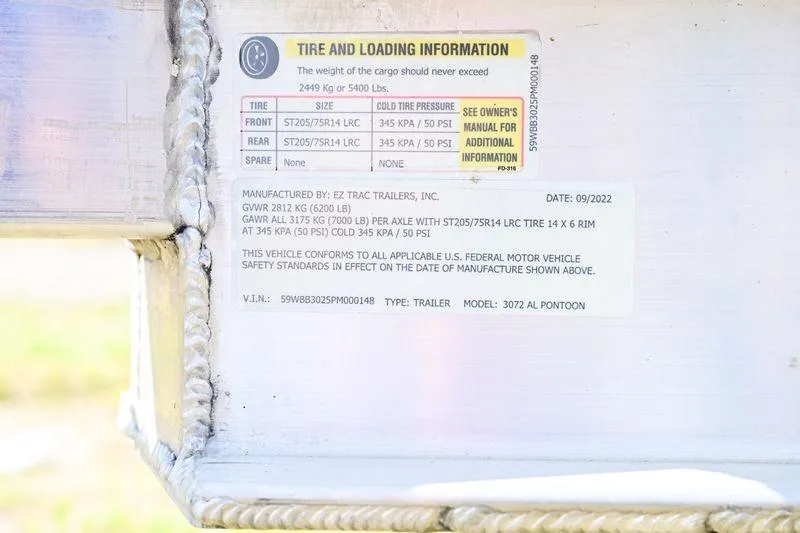 TIRE AND LOADING INFORMATION
The weight of the cargo should never exceed
2449 Kg or 5400 Lbs.
TIRE SIZE COLD TIRE PRESSURE
FRONT ST205/75R14 LRC 345 KPA / 50 PSI
REAR ST205/75R14 LRC 345 KPA / 50 PSI
SPARE None NONE
SEE OWNER'S
MANUAL FOR
ADDITIONAL
INFORMATION
FD-316
59WBB3025PM000148
MANUFACTURED BY: EZ TRAC TRAILERS, INC. DATE: 09/2022
GVWR 2812 KG (6200 LB)
GAWR ALL 3175 KG (7000 LB) PER AXLE WITH ST205/75R14 LRC TIRE 14 X 6 RIM
AT 345 KPA (50 PSI) COLD 345 KPA / 50 PSI
THIS VEHICLE CONFORMS TO ALL APPLICABLE U.S. FEDERAL MOTOR VEHICLE
SAFETY STANDARDS IN EFFECT ON THE DATE OF MANUFACTURE SHOWN ABOVE.
V.I.N.: 59WBB3025PM000148 TYPE: TRAILER MODEL: 3072 AL PONTOON